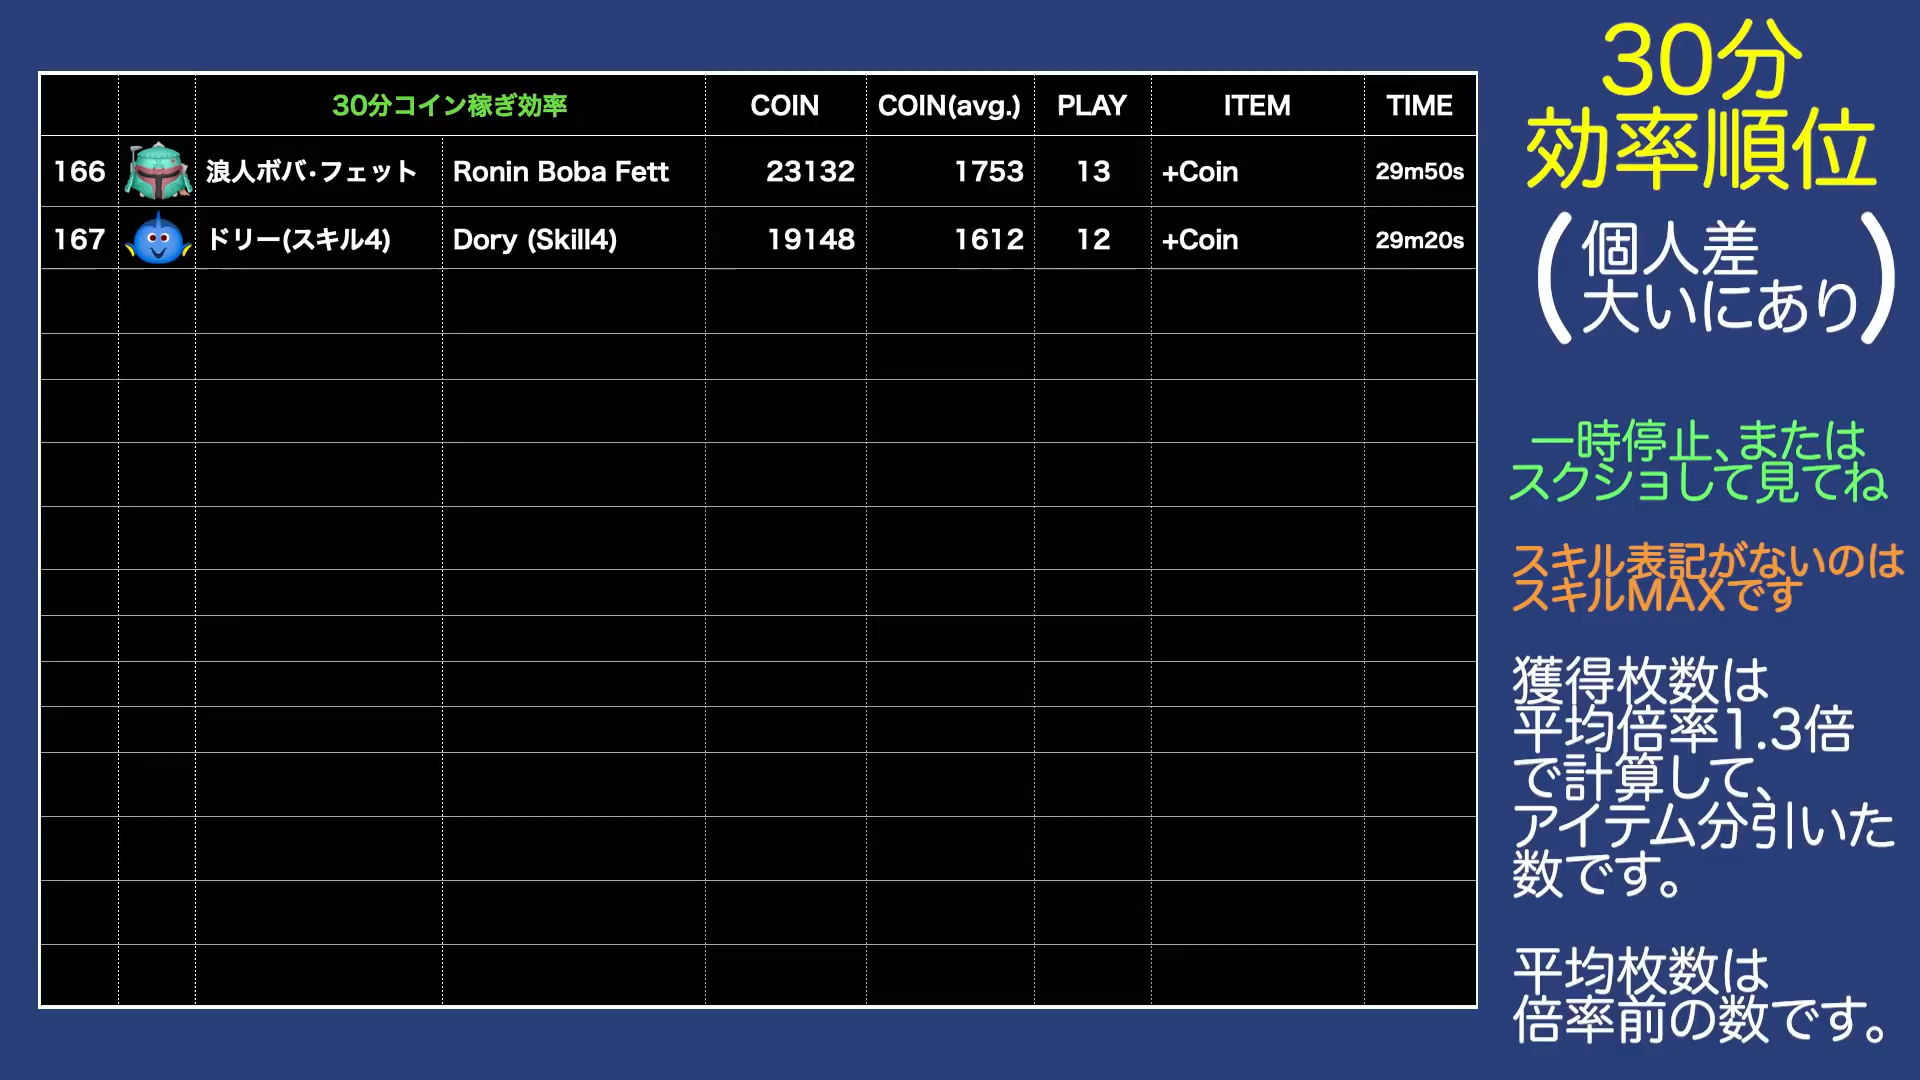 30分コイン稼ぎ効率 COIN COIN(avg.) PLAY ITEM TIME
166 浪人ボバ・フェット Ronin Boba Fett 23132 1753 13 +Coin 29m50s
167 ドリー(スキル4) Dory (Skill4) 19148 1612 12 +Coin 29m20s
30分
効率順位
(個人差
大いにあり)
一時停止、または
スクショして見てね
スキル表記がないのは
スキルMAXです
獲得枚数は
平均倍率1.3倍
で計算して、
アイテム分引いた
数です。
平均枚数は
倍率前の数です。